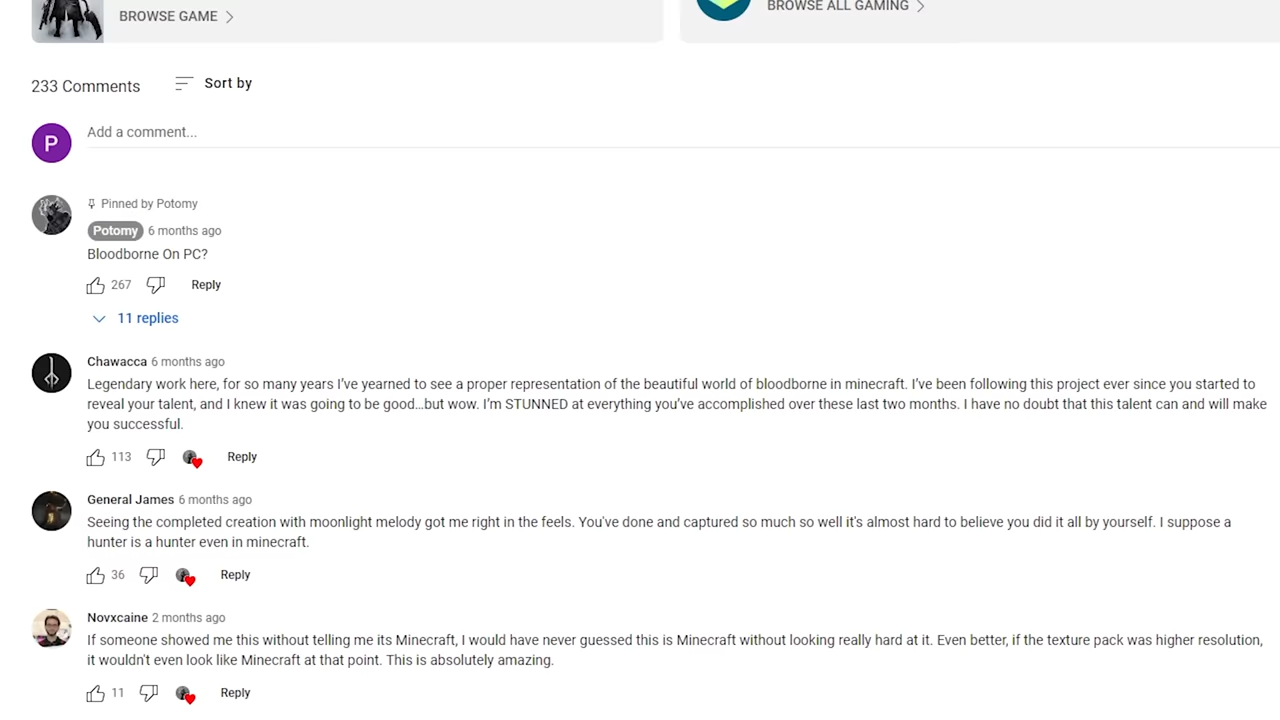 BROWSE GAME
BROWSE ALL GAMING
233 Comments
Sort by
P
Add a comment...
Pinned by Potomy
Potomy 6 months ago
Bloodborne On PC?
267
Reply
11 replies
Chawacca 6 months ago
Legendary work here, for so many years I've yearned to see a proper representation of the beautiful world of bloodborne in minecraft. I've been following this project ever since you started to
reveal your talent, and I knew it was going to be good…but wow. I'm STUNNED at everything you've accomplished over these last two months. I have no doubt that this talent can and will make
you successful.
113
Reply
General James 6 months ago
Seeing the completed creation with moonlight melody got me right in the feels. You've done and captured so much so well it's almost hard to believe you did it all by yourself. I suppose a
hunter is a hunter even in minecraft.
36
Reply
Novxcaine 2 months ago
If someone showed me this without telling me its Minecraft, I would have never guessed this is Minecraft without looking really hard at it. Even better, if the texture pack was higher resolution,
it wouldn't even look like Minecraft at that point. This is absolutely amazing.
11
Reply